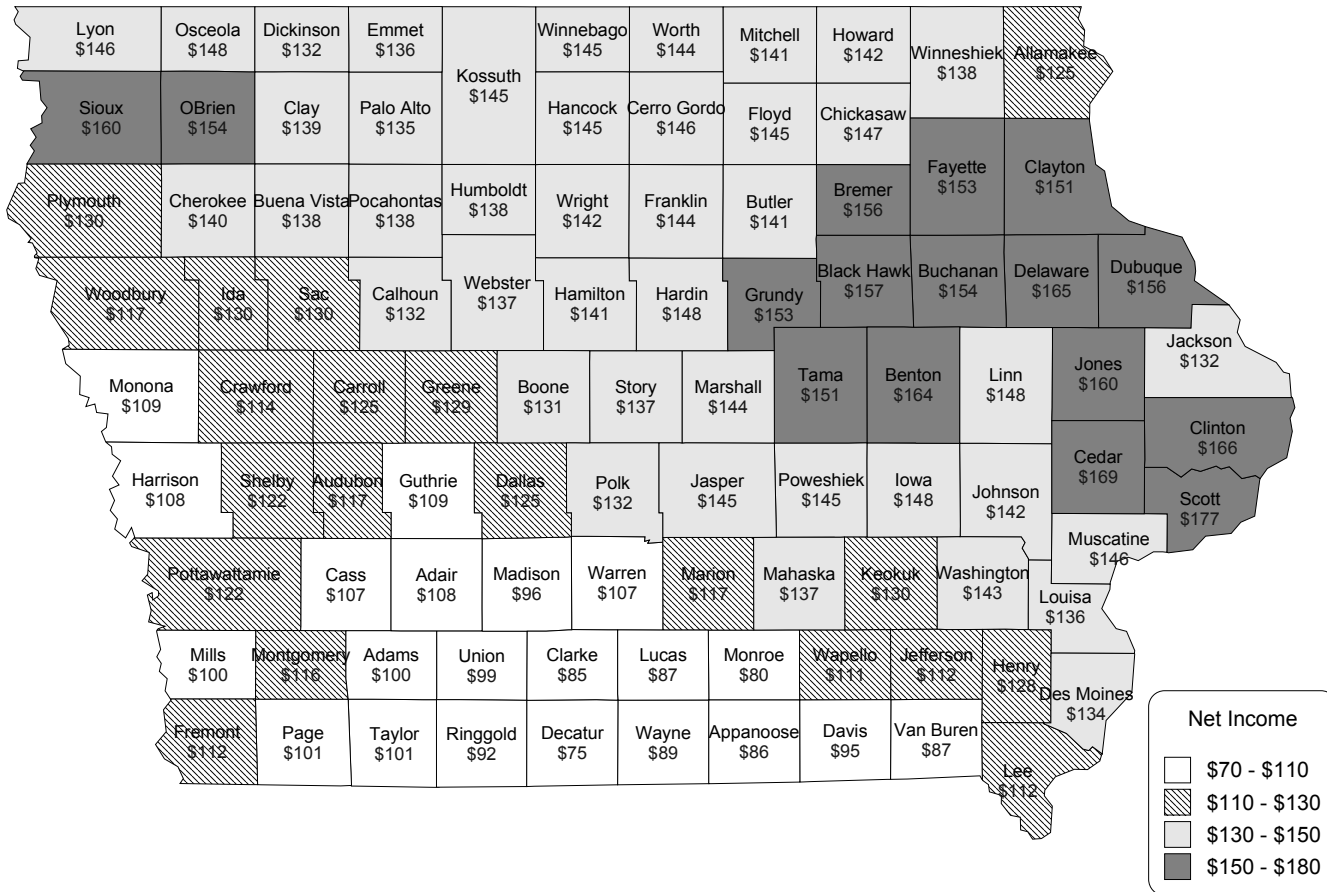 Lyon
$146
Osceola
$148
Dickinson
$132
Emmet
$136
Kossuth
$145
Winnebago
$145
Worth
$144
Mitchell
$141
Howard
$142
Winneshiek
$138
Allamakee
$125
Sioux
$160
OBrien
$154
Clay
$139
Palo Alto
$135
Hancock
$145
Cerro Gordo
$146
Floyd
$145
Chickasaw
$147
Fayette
$153
Clayton
$151
Plymouth
$130
Cherokee
$140
Buena Vista
$138
Pocahontas
$138
Humboldt
$138
Wright
$142
Franklin
$144
Butler
$141
Bremer
$156
Woodbury
$117
Ida
$130
Sac
$130
Calhoun
$132
Webster
$137
Hamilton
$141
Hardin
$148
Grundy
$153
Black Hawk
$157
Buchanan
$154
Delaware
$165
Dubuque
$156
Monona
$109
Crawford
$114
Carroll
$125
Greene
$129
Boone
$131
Story
$137
Marshall
$144
Tama
$151
Benton
$164
Linn
$148
Jones
$160
Jackson
$132
Clinton
$166
Harrison
$108
Shelby
$122
Audubon
$117
Guthrie
$109
Dallas
$125
Polk
$132
Jasper
$145
Poweshiek
$145
Iowa
$148
Johnson
$142
Cedar
$169
Scott
$177
Muscatine
$146
Pottawattamie
$122
Cass
$107
Adair
$108
Madison
$96
Warren
$107
Marion
$117
Mahaska
$137
Keokuk
$130
Washington
$143
Louisa
$136
Mills
$100
Montgomery
$116
Adams
$100
Union
$99
Clarke
$85
Lucas
$87
Monroe
$80
Wapello
$111
Jefferson
$112
Henry
$128
Des Moines
$134
Fremont
$112
Page
$101
Taylor
$101
Ringgold
$92
Decatur
$75
Wayne
$89
Appanoose
$86
Davis
$95
Van Buren
$87
Lee
$112
Net Income
$70 - $110
$110 - $130
$130 - $150
$150 - $180